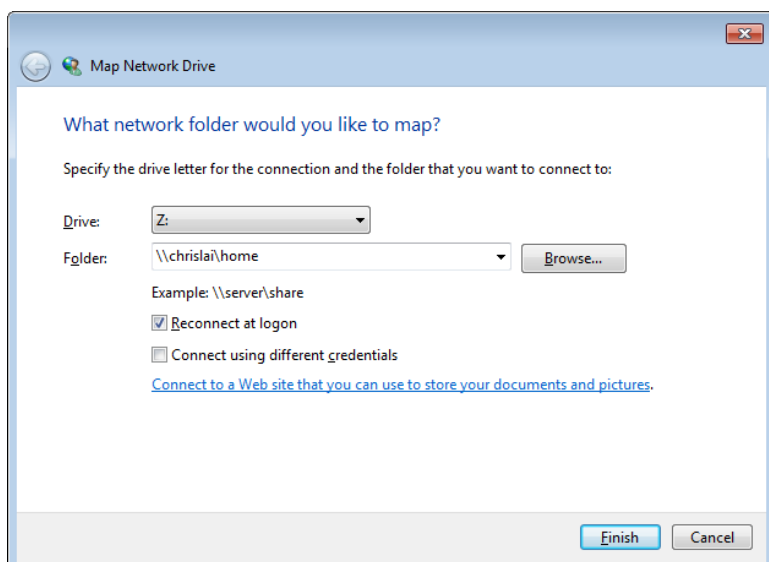 Map Network Drive
What network folder would you like to map?
Specify the drive letter for the connection and the folder that you want to connect to:
Drive: Z:
Folder: \\chrislai\home Browse...
Example: \\server\share
Reconnect at logon
Connect using different credentials
Connect to a Web site that you can use to store your documents and pictures.
Finish Cancel